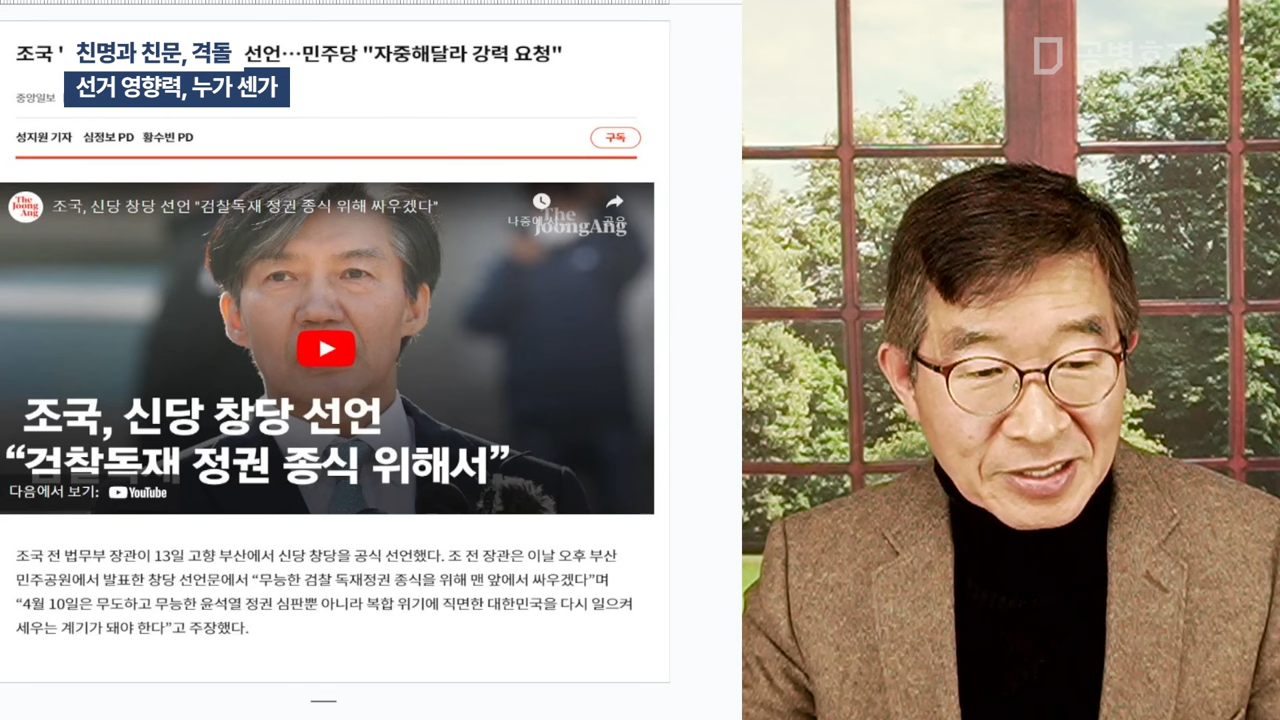 조국 ' 친명과 친문, 격돌 선언…민주당 "자중해달라 강력 요청"
선거 영향력, 누가 센가
중앙일보
성지원 기자 심정보 PD 황수빈 PD
구독
The JoongAng
조국, 신당 창당 선언 "검찰독재 정권 종식 위해 싸우겠다"
공유
The JoongAng
조국, 신당 창당 선언
“검찰독재 정권 종식 위해서”
다음에서 보기: YouTube
조국 전 법무부 장관이 13일 고향 부산에서 신당 창당을 공식 선언했다. 조 전 장관은 이날 오후 부산
민주공원에서 발표한 창당 선언문에서 “무능한 검찰 독재정권 종식을 위해 맨 앞에서 싸우겠다”며
“4월 10일은 무도하고 무능한 윤석열 정권 심판뿐 아니라 복합 위기에 직면한 대한민국을 다시 일으켜
세우는 계기가 돼야 한다”고 주장했다.